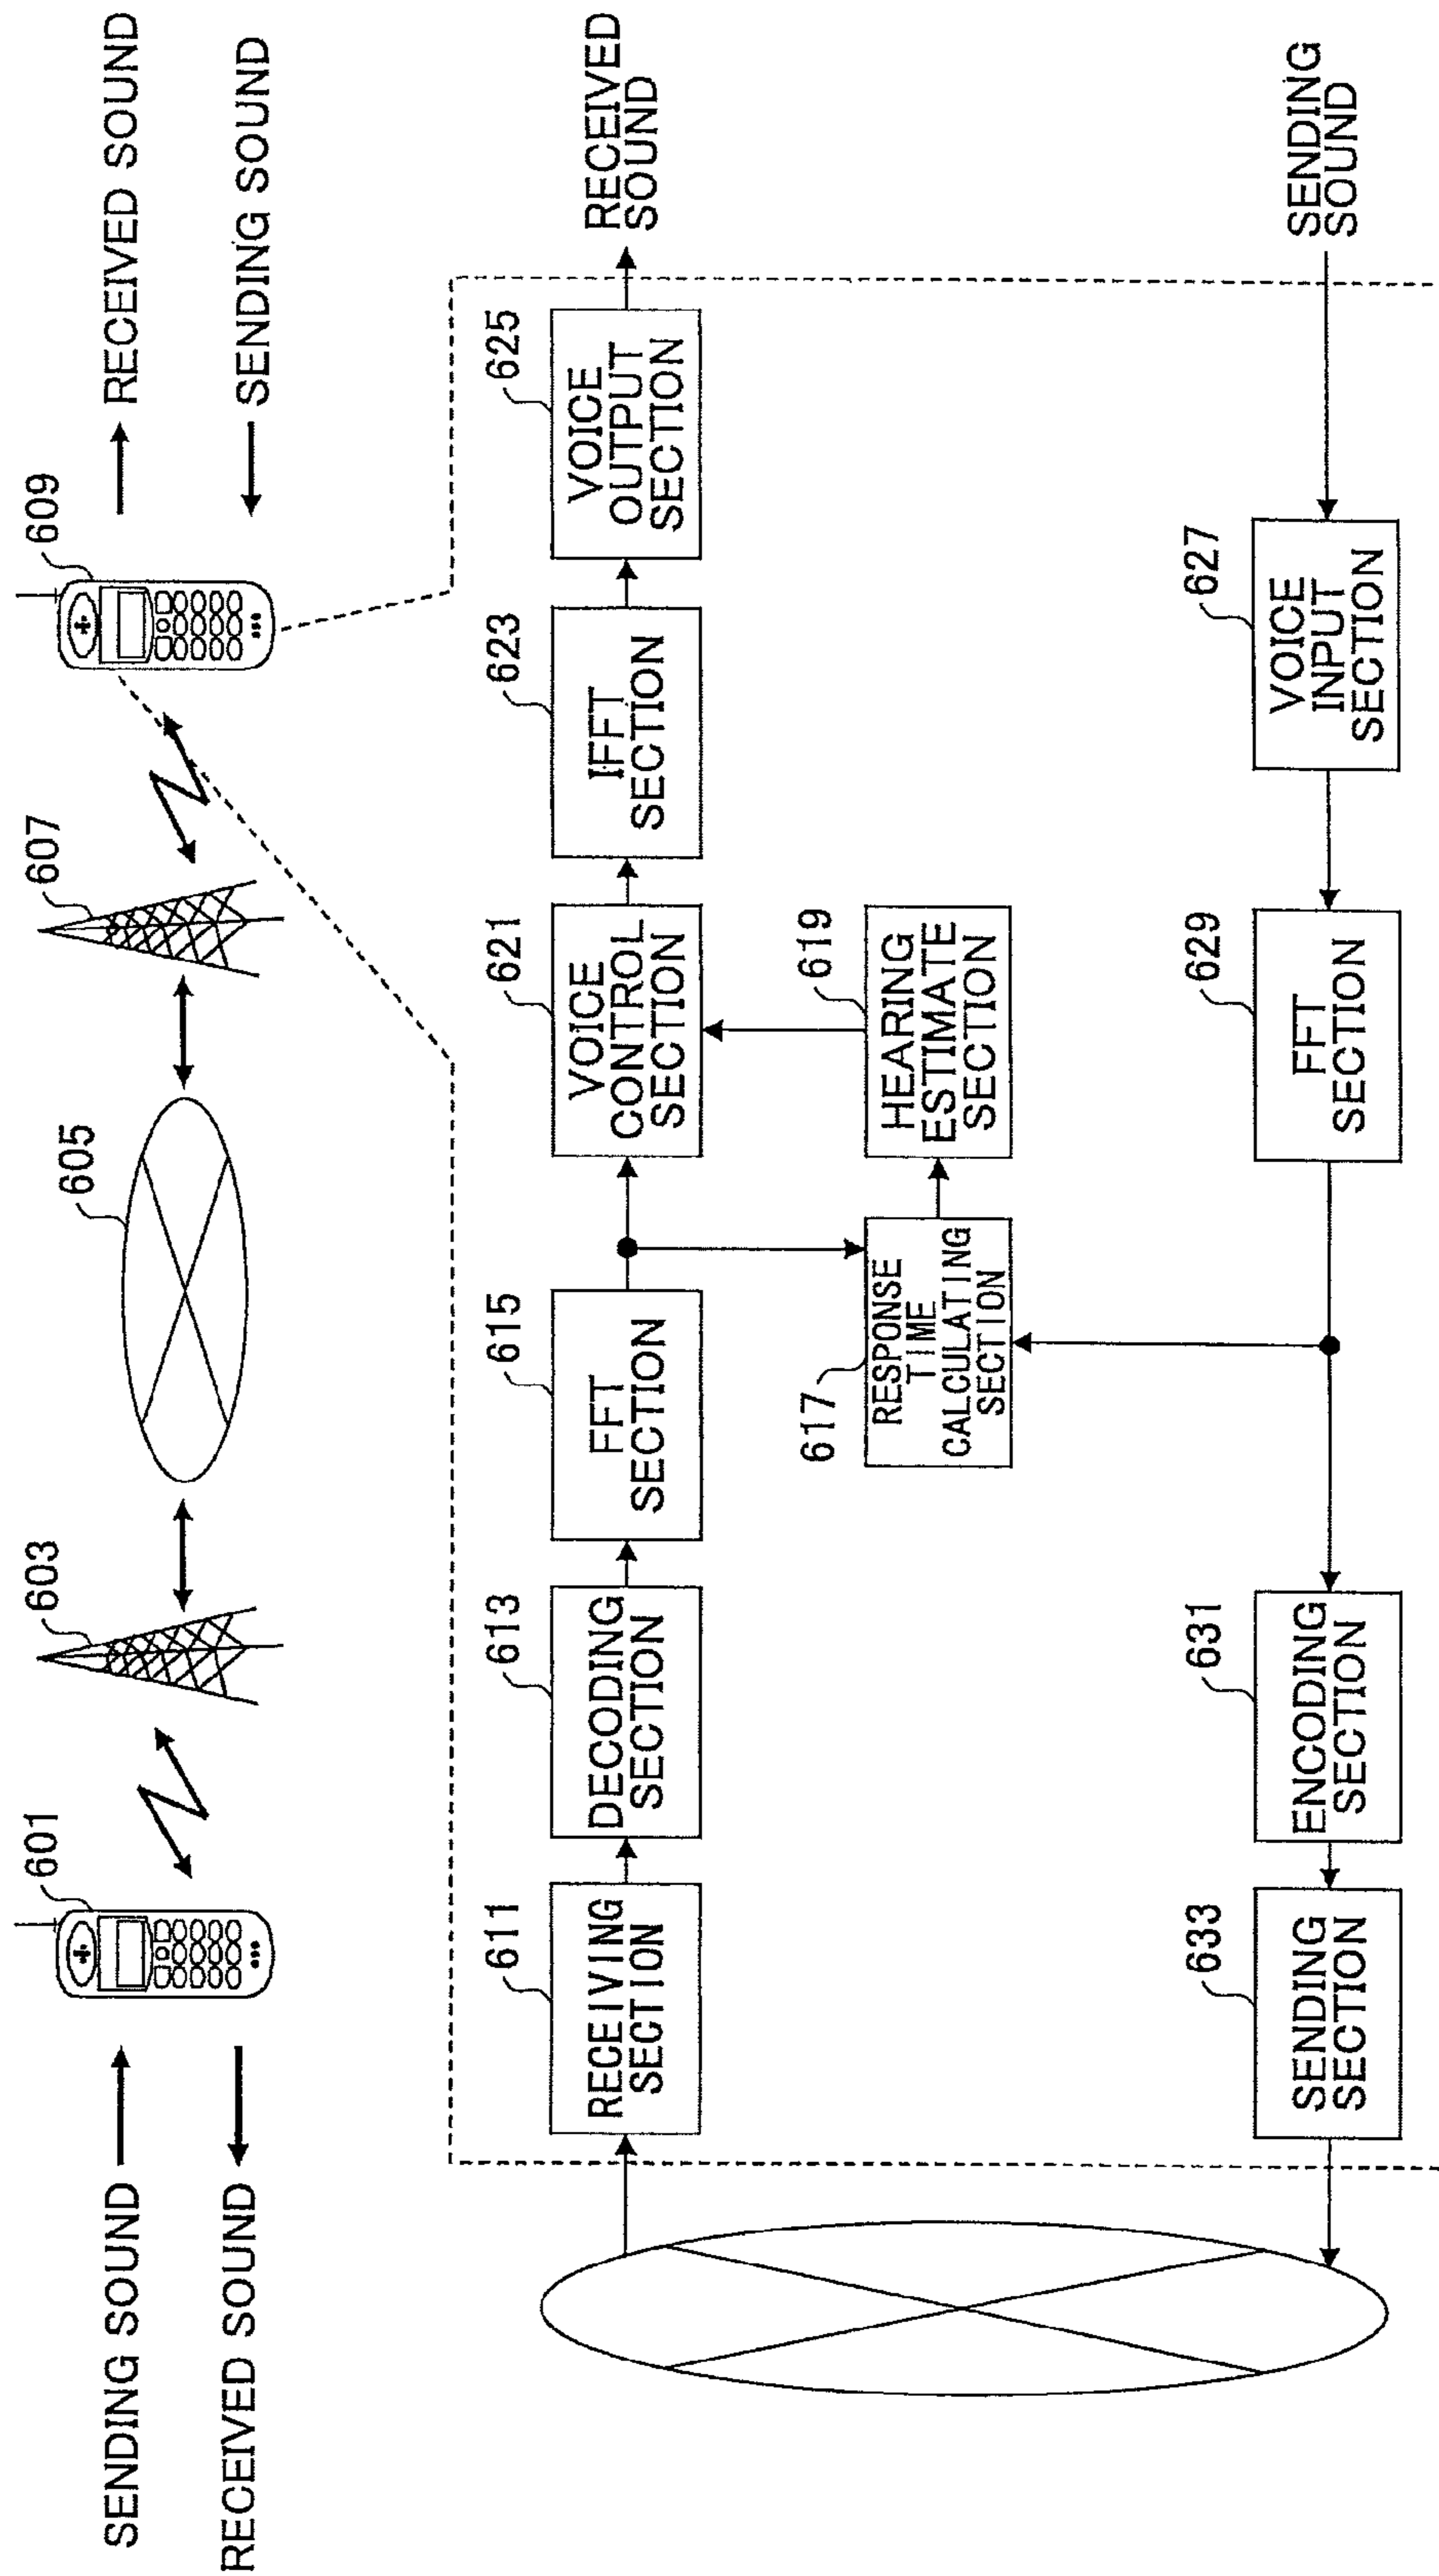 SENDING SOUND
RECEIVED SOUND
601
603
605
607
609
RECEIVED SOUND
SENDING SOUND
611
RECEIVING
SECTION
613
DECODING
SECTION
615
FFT
SECTION
621
VOICE
CONTROL
SECTION
623
IFFT
SECTION
625
VOICE
OUTPUT
SECTION
RECEIVED
SOUND
617
RESPONSE
TIME
CALCULATING
SECTION
619
HEARING
ESTIMATE
SECTION
633
SENDING
SECTION
631
ENCODING
SECTION
629
FFT
SECTION
627
VOICE
INPUT
SECTION
SENDING
SOUND